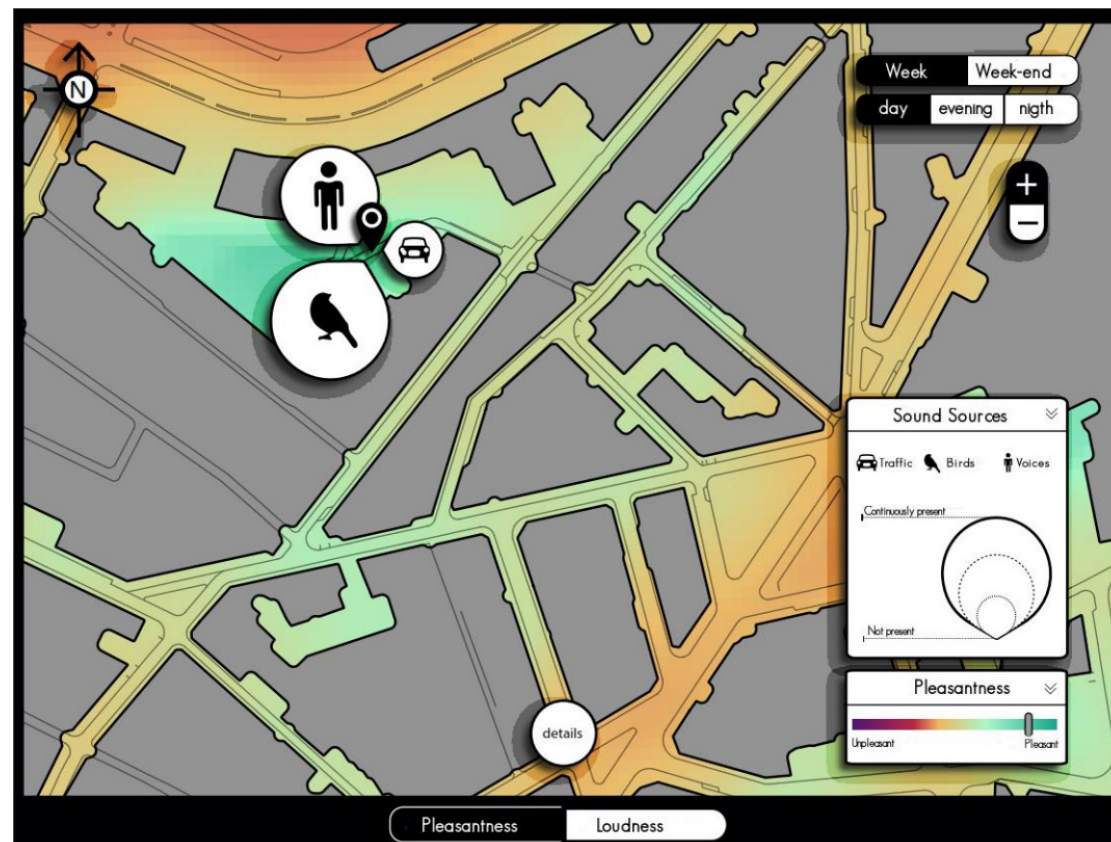 N
Week Week-end
day evening nigth
+
−
Sound Sources
Traffic Birds Voices
Continuously present
Not present
Pleasantness
Unpleasant Pleasant
details
Pleasantness Loudness